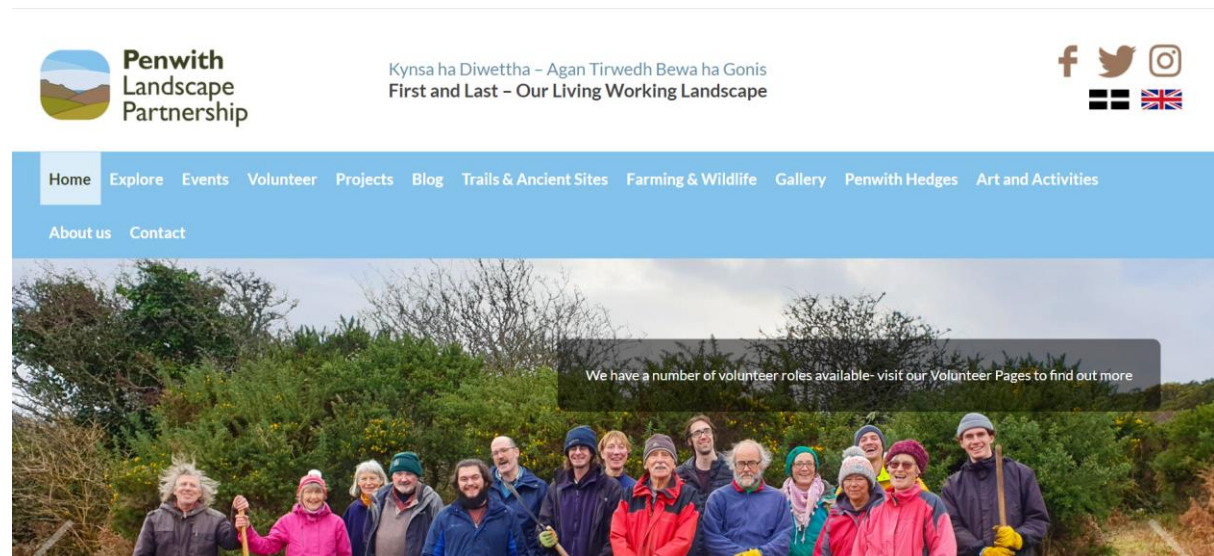 Penwith
Landscape
Partnership
Kynsa ha Diwettha – Agan Tirwedh Bewa ha Gonis
First and Last – Our Living Working Landscape
Home Explore Events Volunteer Projects Blog Trails & Ancient Sites Farming & Wildlife Gallery Penwith Hedges Art and Activities
About us Contact
We have a number of volunteer roles available- visit our Volunteer Pages to find out more